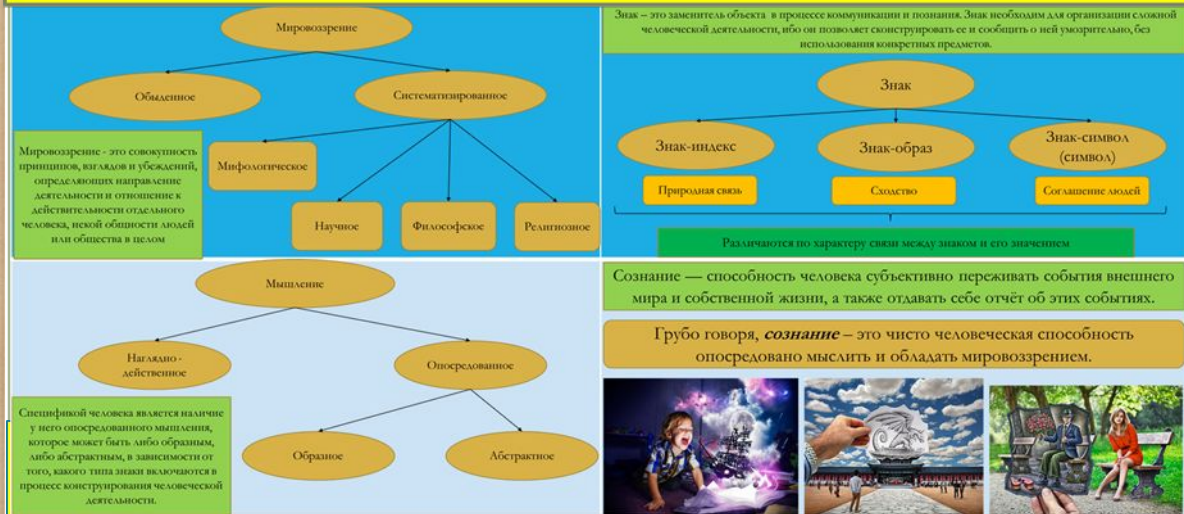 Мировоззрение
Обыденное
Систематизированное
Мировоззрение - это совокупность
принципов, взглядов и убеждений,
определяющих направление
деятельности и отношение к
действительности отдельного
человека, некой общности людей
или общества в целом
Мифологическое
Научное
Философское
Религиозное
Знак – это заменитель объекта в процессе коммуникации и познания. Знак необходим для организации сложной
человеческой деятельности, ибо он позволяет сконструировать ее и сообщить о ней умозрительно, без
использования конкретных предметов.
Знак
Знак-индекс
Знак-образ
Знак-символ
(символ)
Природная связь
Сходство
Соглашение людей
Различаются по характеру связи между знаком и его значением
Мышление
Наглядно -
действенное
Опосредованное
Спецификой человека является наличие
у него опосредованного мышления,
которое может быть либо образным,
либо абстрактным, в зависимости от
того, какого типа знаки включаются в
процесс конструирования человеческой
деятельности.
Образное
Абстрактное
Сознание — способность человека субъективно переживать события внешнего
мира и собственной жизни, а также отдавать себе отчёт об этих событиях.
Грубо говоря, сознание – это чисто человеческая способность
опосредовано мыслить и обладать мировоззрением.